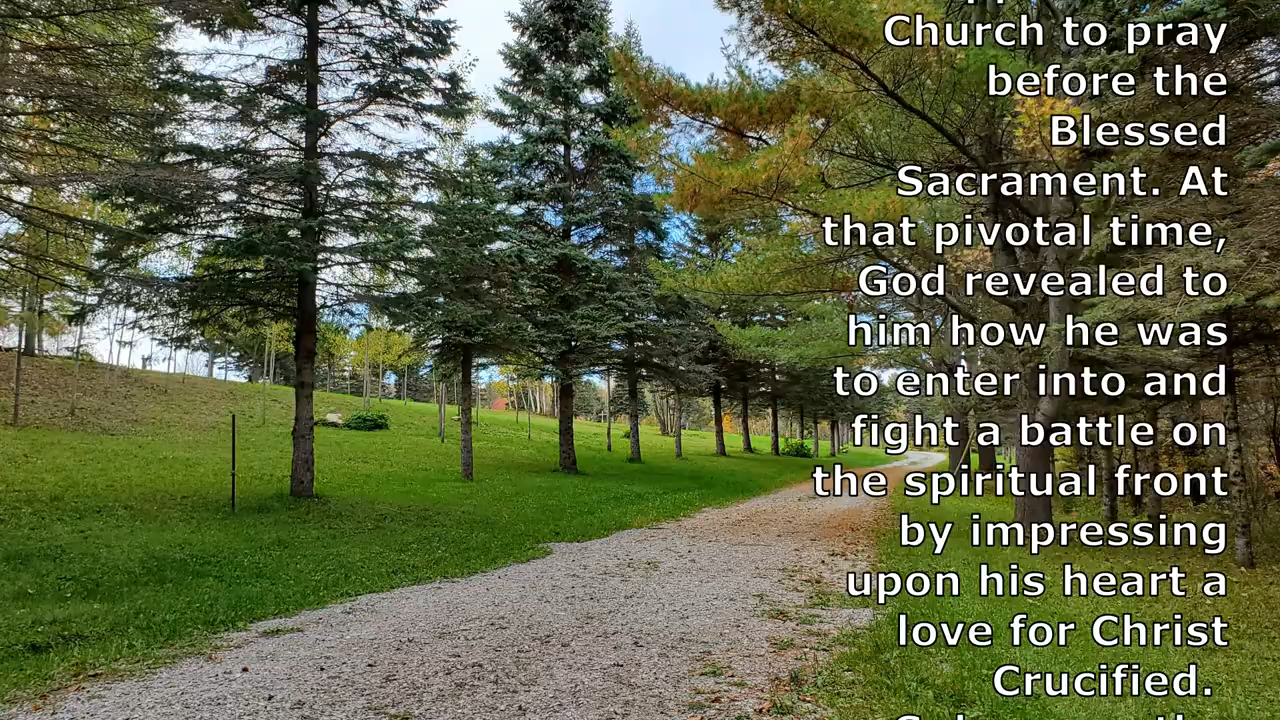 Church to pray
before the
Blessed
Sacrament. At
that pivotal time,
God revealed to
him how he was
to enter into and
fight a battle on
the spiritual front
by impressing
upon his heart a
love for Christ
Crucified.